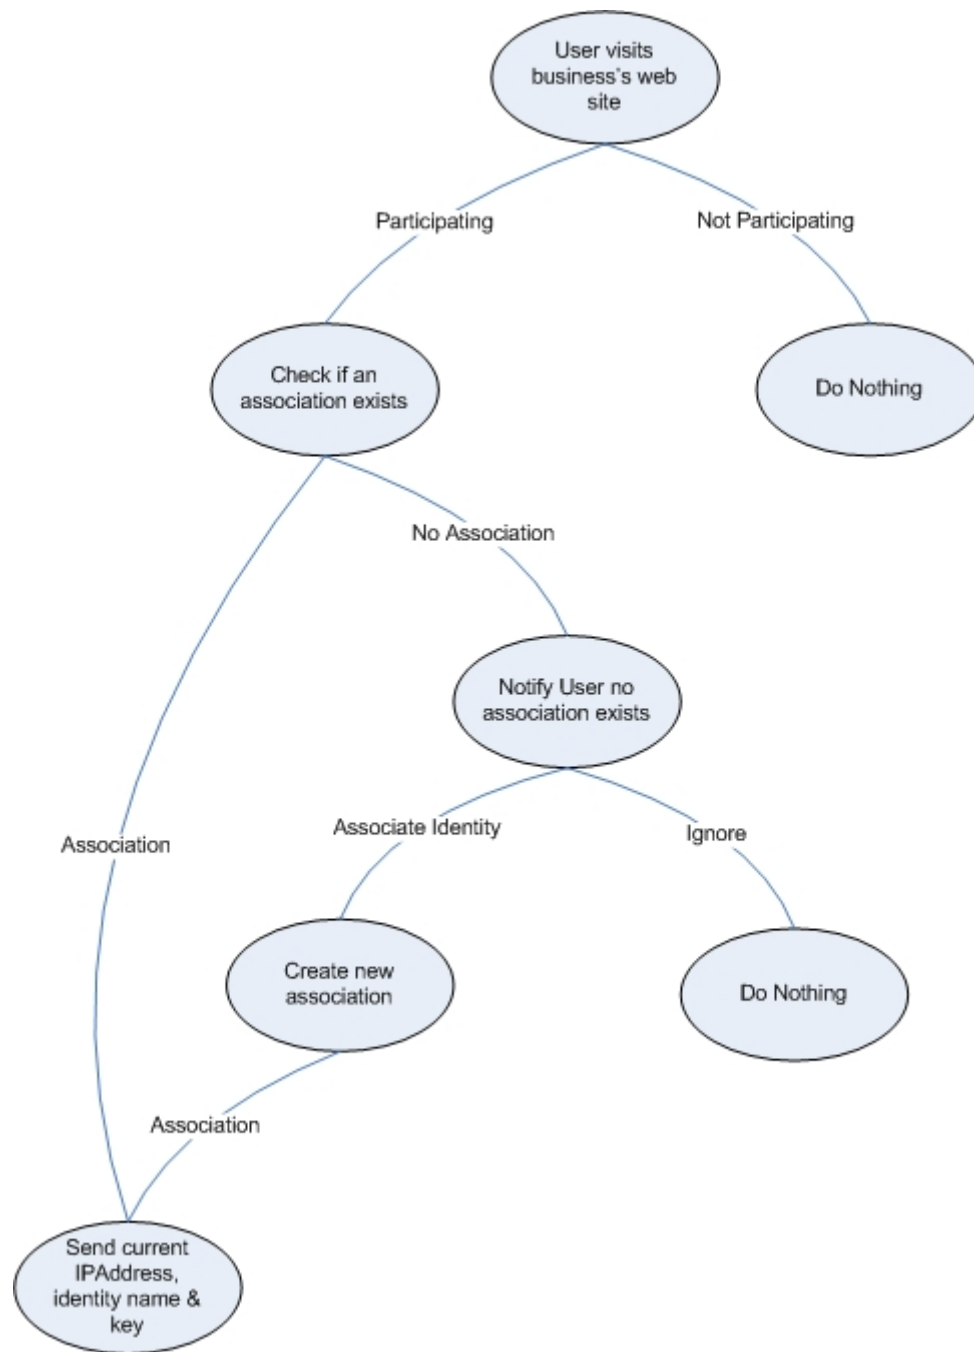 User visits
business's web
site
Participating
Not Participating
Check if an
association exists
Do Nothing
No Association
Notify User no
association exists
Associate Identity
Ignore
Association
Create new
association
Do Nothing
Association
Send current
IPAddress,
identity name &
key